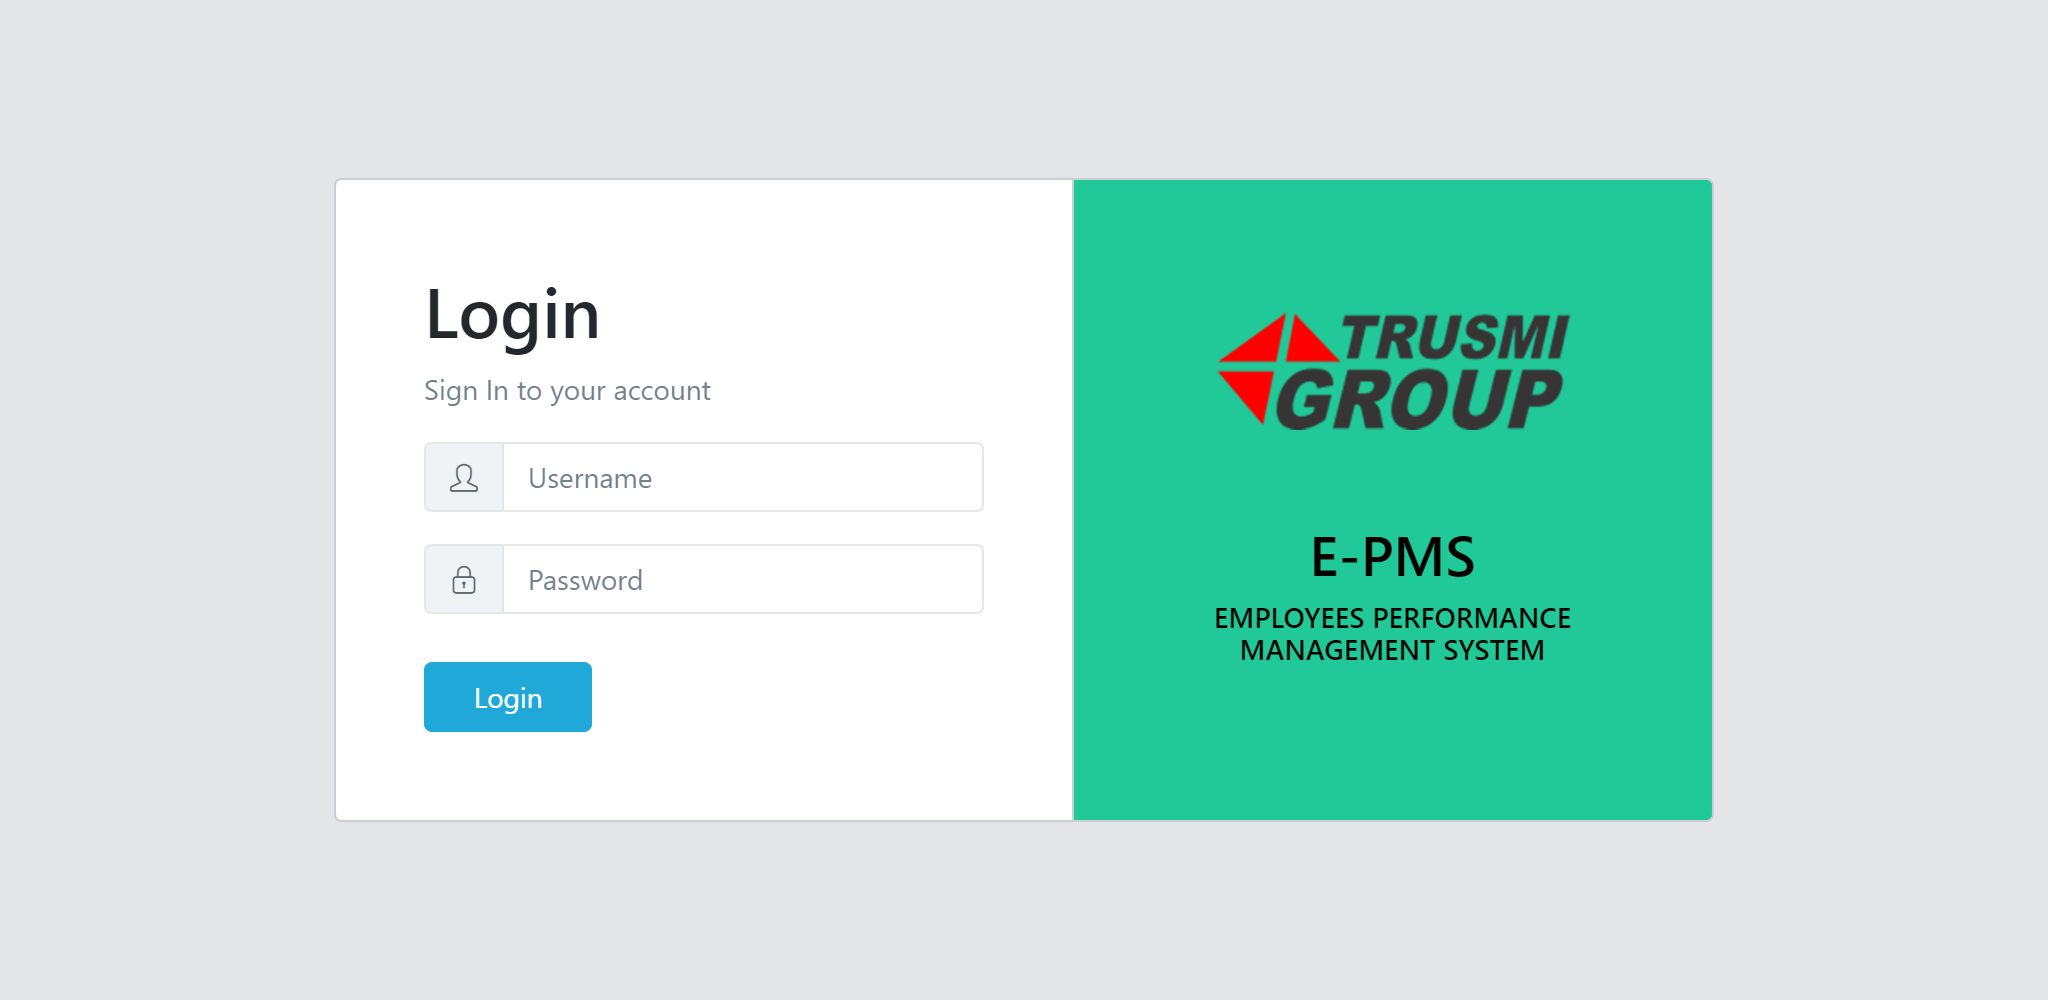 Login
Sign In to your account
Username
Password
Login
TRUSMI
GROUP
E-PMS
EMPLOYEES PERFORMANCE
MANAGEMENT SYSTEM